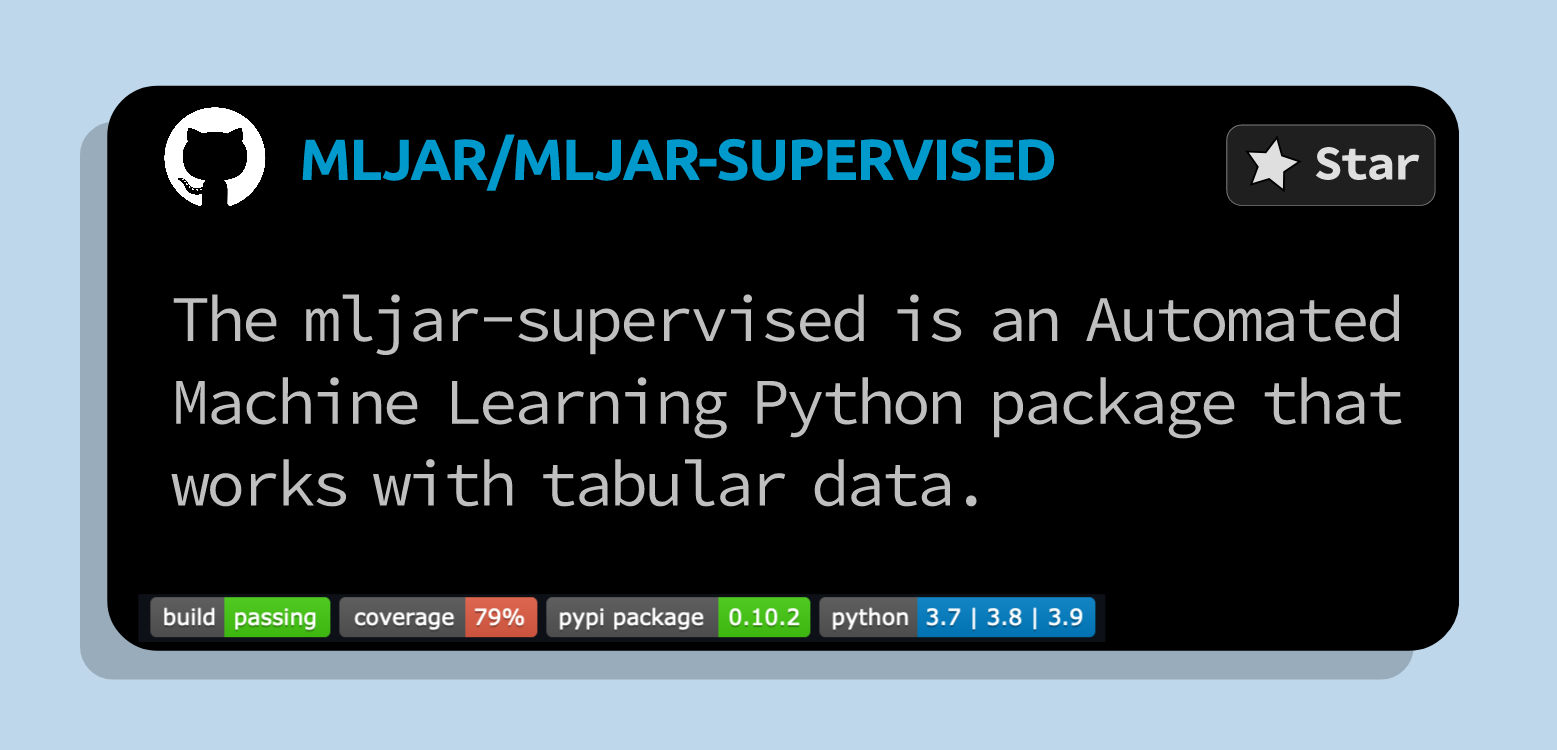 MLJAR/MLJAR-SUPERVISED
Star
The mljar-supervised is an Automated
Machine Learning Python package that
works with tabular data.
build passing coverage 79% pypi package 0.10.2 python 3.7 | 3.8 | 3.9